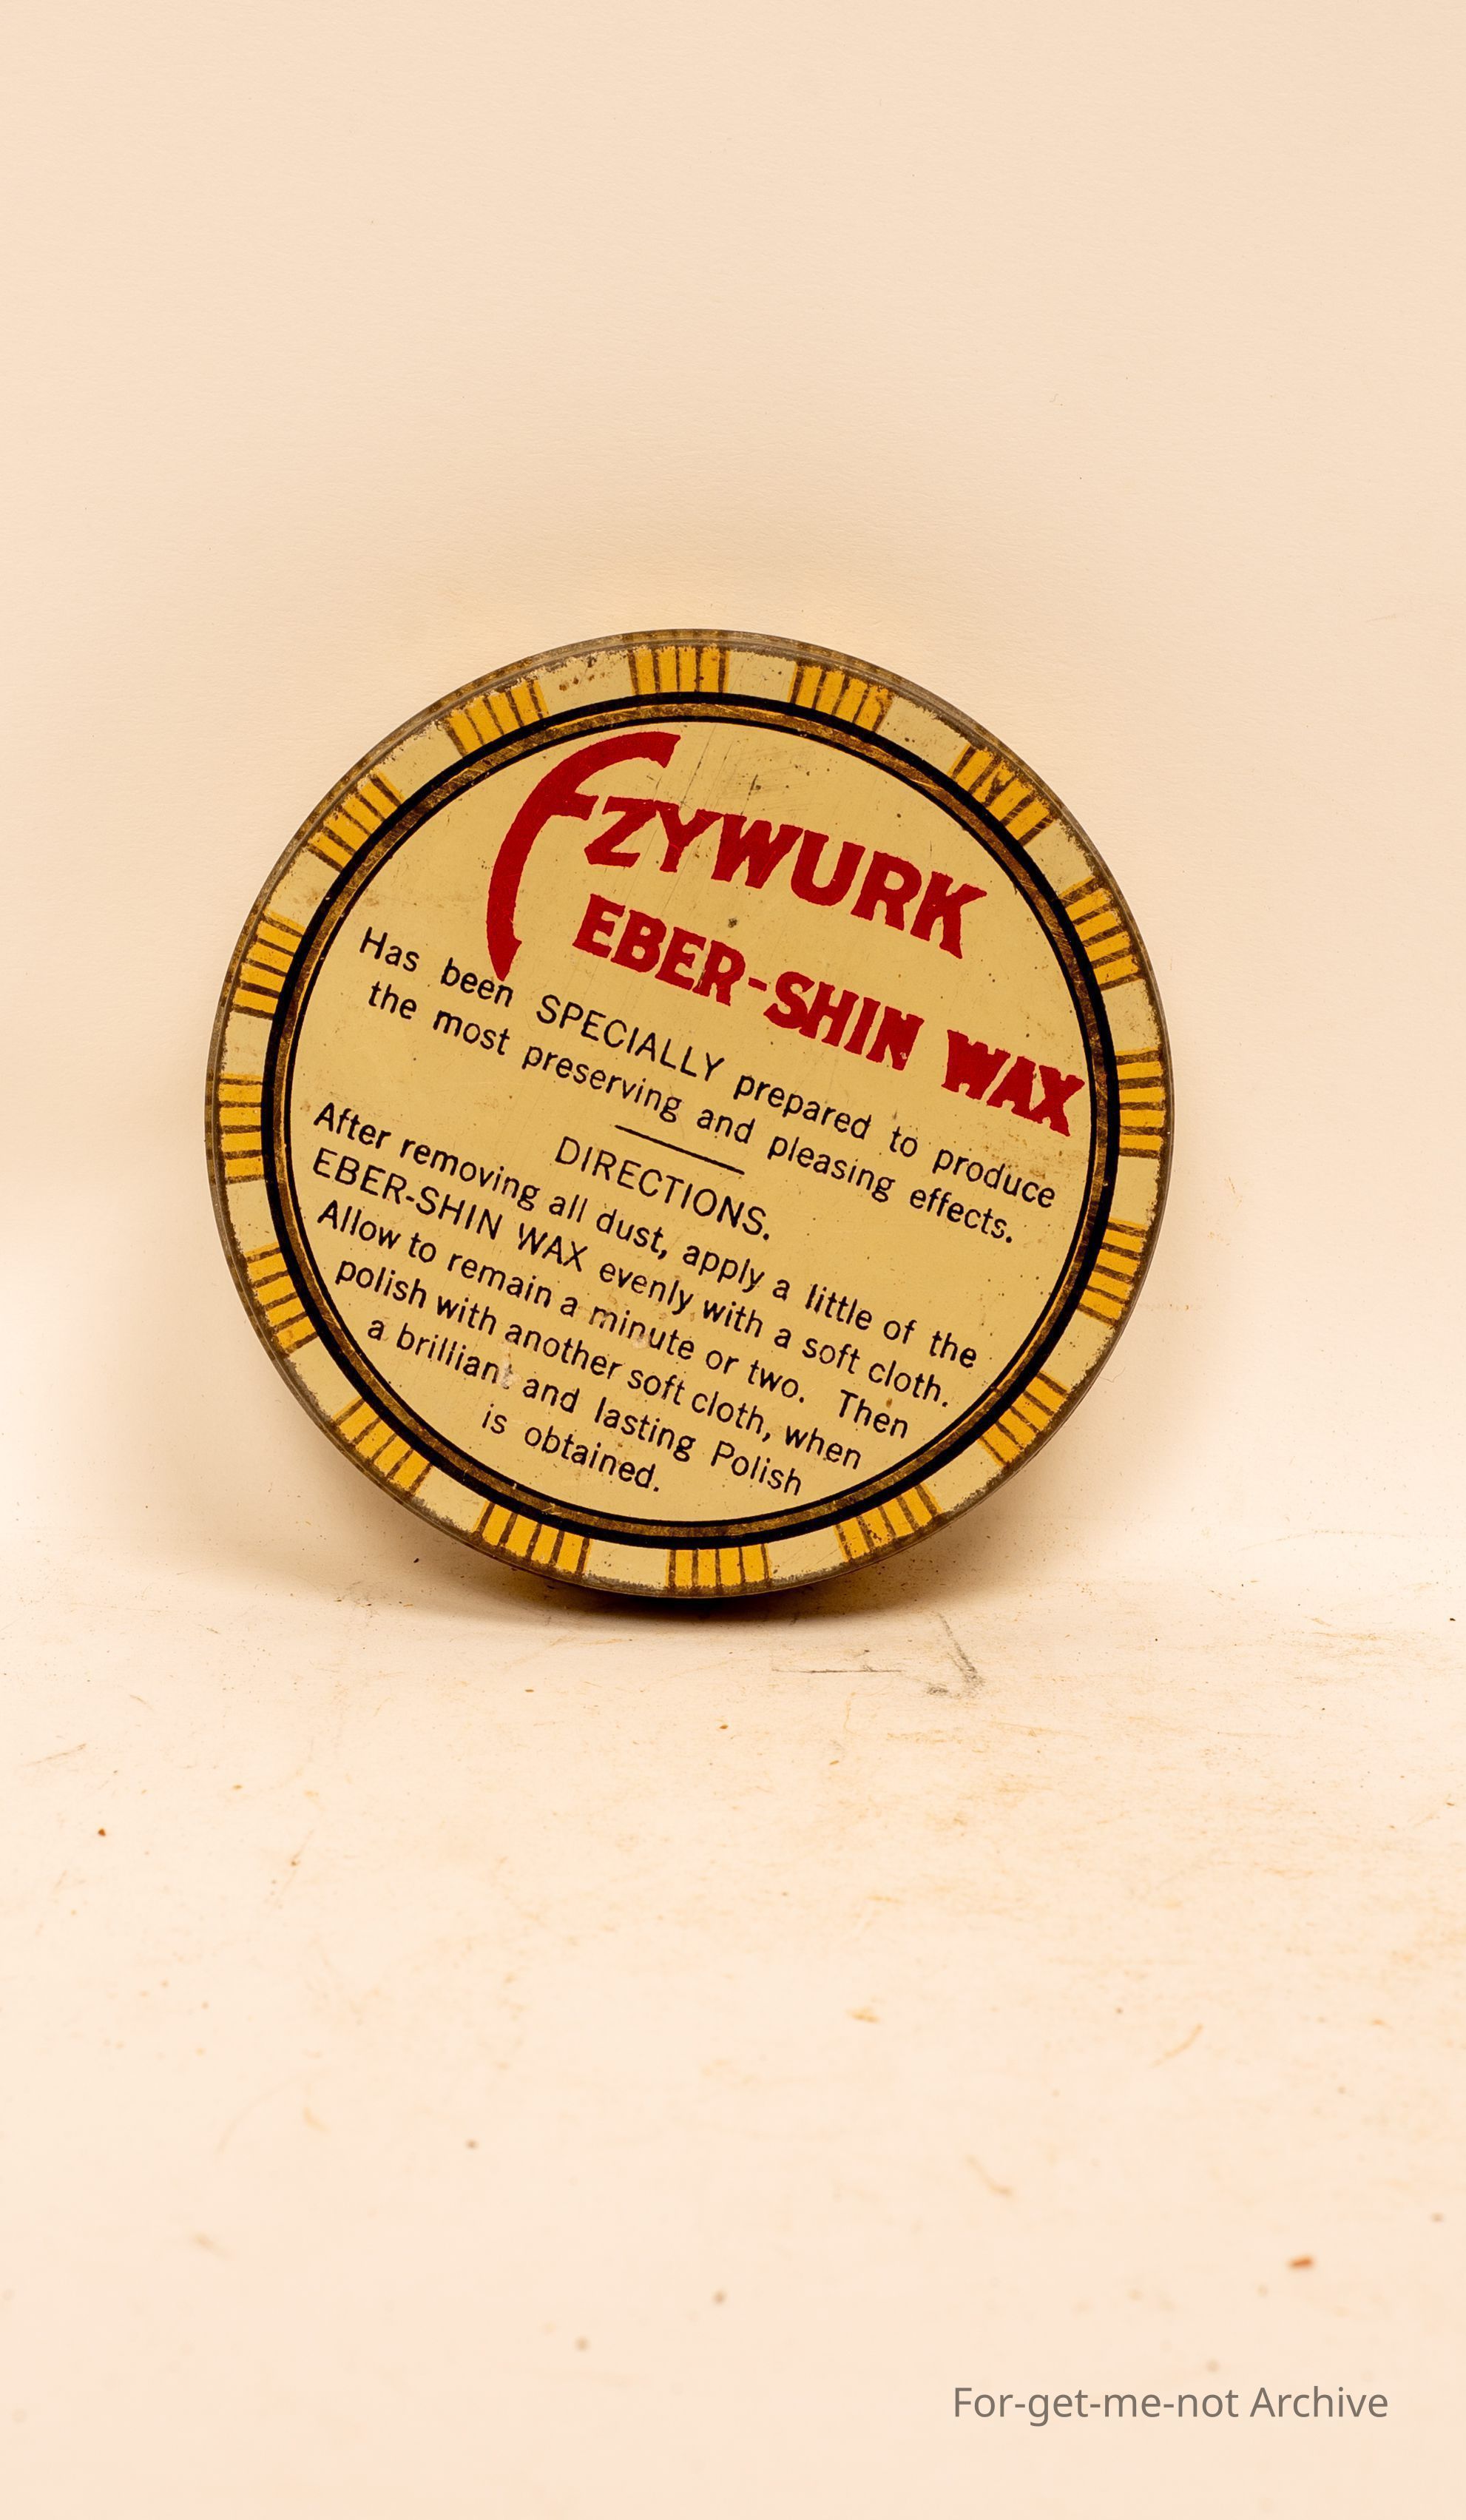 EZYWURK
EBER-SHIN WAX
Has been SPECIALLY prepared to produce
the most preserving and pleasing effects.
DIRECTIONS.
After removing all dust, apply a little of the
EBER-SHIN WAX evenly with a soft cloth.
Allow to remain a minute or two. Then
polish with another soft cloth, when
a brilliant and lasting Polish
is obtained.
For-get-me-not Archive